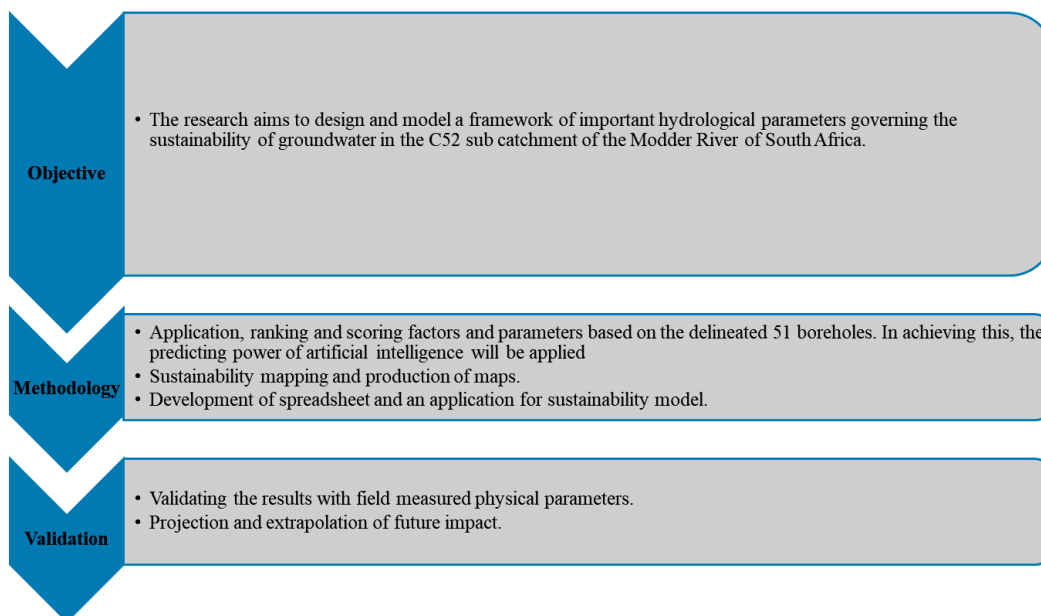 Objective
• The research aims to design and model a framework of important hydrological parameters governing the
sustainability of groundwater in the C52 sub catchment of the Modder River of South Africa.
Methodology
• Application, ranking and scoring factors and parameters based on the delineated 51 boreholes. In achieving this, the
predicting power of artificial intelligence will be applied
• Sustainability mapping and production of maps.
• Development of spreadsheet and an application for sustainability model.
Validation
• Validating the results with field measured physical parameters.
• Projection and extrapolation of future impact.